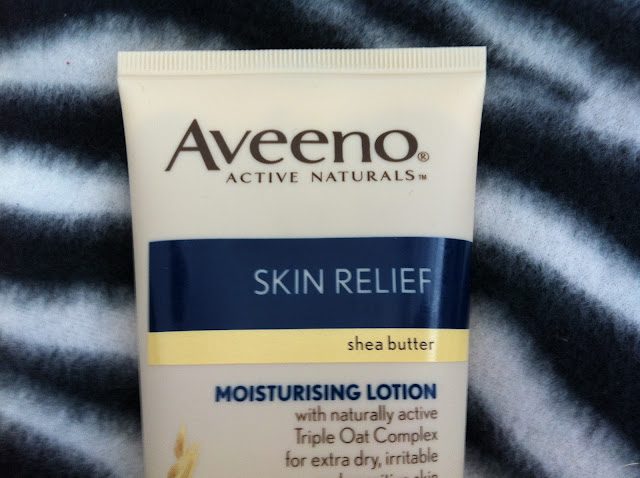 Aveeno®
ACTIVE NATURALS™
SKIN RELIEF
shea butter
MOISTURISING LOTION
with naturally active
Triple Oat Complex
for extra dry, irritable
skin